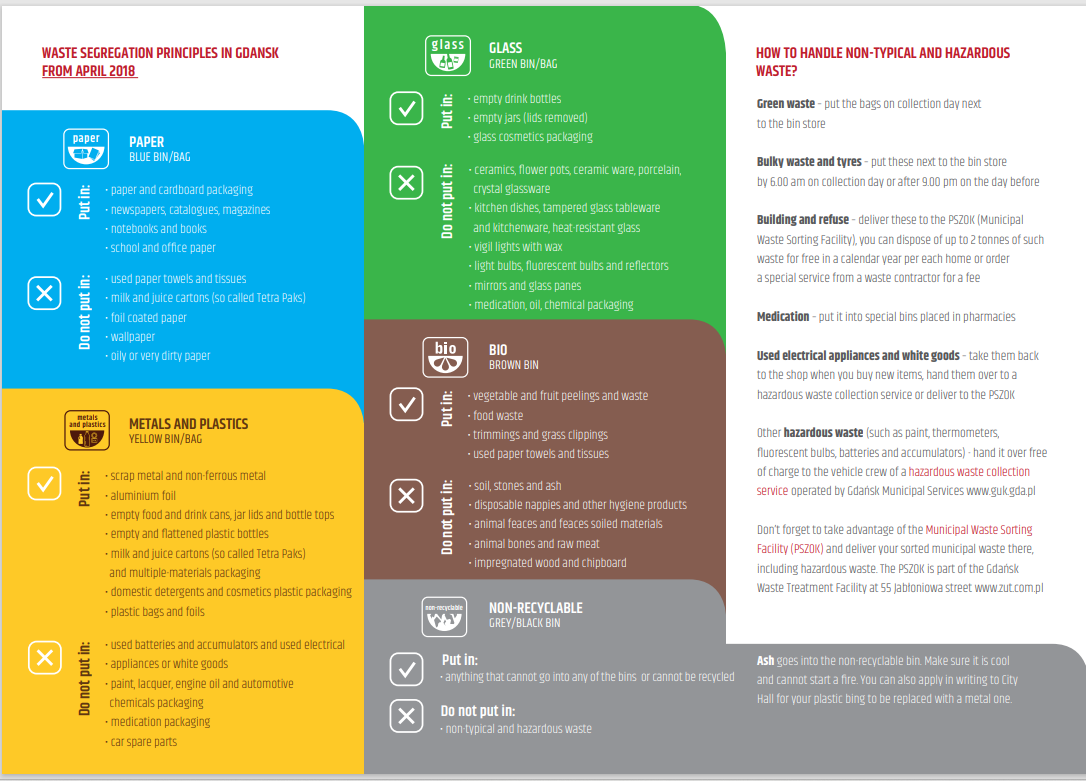 WASTE SEGREGATION PRINCIPLES IN GDANSK
FROM APRIL 2018
paper
PAPER
BLUE BIN/BAG
Put in:
• paper and cardboard packaging
• newspapers, catalogues, magazines
• notebooks and books
• school and office paper
Do not put in:
• used paper towels and tissues
• milk and juice cartons (so called Tetra Paks)
• foil coated paper
• wallpaper
• oily or very dirty paper
metals
and plastics
METALS AND PLASTICS
YELLOW BIN/BAG
Put in:
• scrap metal and non-ferrous metal
• aluminium foil
• empty food and drink cans, jar lids and bottle tops
• empty and flattened plastic bottles
• milk and juice cartons (so called Tetra Paks)
and multiple-materials packaging
• domestic detergents and cosmetics plastic packaging
• plastic bags and foils
Do not put in:
• used batteries and accumulators and used electrical
• appliances or white goods
• paint, lacquer, engine oil and automotive
chemicals packaging
• medication packaging
• car spare parts
glass
GLASS
GREEN BIN/BAG
Put in:
• empty drink bottles
• empty jars (lids removed)
• glass cosmetics packaging
Do not put in:
• ceramics, flower pots, ceramic ware, porcelain,
crystal glassware
• kitchen dishes, tampered glass tableware
and kitchenware, heat-resistant glass
• vigil lights with wax
• light bulbs, fluorescent bulbs and reflectors
• mirrors and glass panes
• medication, oil, chemical packaging
bio
BIO
BROWN BIN
Put in:
• vegetable and fruit peelings and waste
• food waste
• trimmings and grass clippings
• used paper towels and tissues
Do not put in:
• soil, stones and ash
• disposable nappies and other hygiene products
• animal feaces and feaces soiled materials
• animal bones and raw meat
• impregnated wood and chipboard
non-recyclable
NON-RECYCLABLE
GREY/BLACK BIN
Put in:
• anything that cannot go into any of the bins or cannot be recycled
Do not put in:
• non-typical and hazardous waste
HOW TO HANDLE NON-TYPICAL AND HAZARDOUS
WASTE?
Green waste - put the bags on collection day next
to the bin store
Bulky waste and tyres - put these next to the bin store
by 6.00 am on collection day or after 9.00 pm on the day before
Building and refuse - deliver these to the PSZOK (Municipal
Waste Sorting Facility), you can dispose of up to 2 tonnes of such
waste for free in a calendar year per each home or order
a special service from a waste contractor for a fee
Medication - put it into special bins placed in pharmacies
Used electrical appliances and white goods - take them back
to the shop when you buy new items, hand them over to a
hazardous waste collection service or deliver to the PSZOK
Other hazardous waste (such as paint, thermometers,
fluorescent bulbs, batteries and accumulators) - hand it over free
of charge to the vehicle crew of a hazardous waste collection
service operated by Gdańsk Municipal Services www.guk.gda.pl
Don't forget to take advantage of the Municipal Waste Sorting
Facility (PSZOK) and deliver your sorted municipal waste there,
including hazardous waste. The PSZOK is part of the Gdańsk
Waste Treatment Facility at 55 Jabłoniowa street www.zut.com.pl
Ash goes into the non-recyclable bin. Make sure it is cool
and cannot start a fire. You can also apply in writing to City
Hall for your plastic bing to be replaced with a metal one.